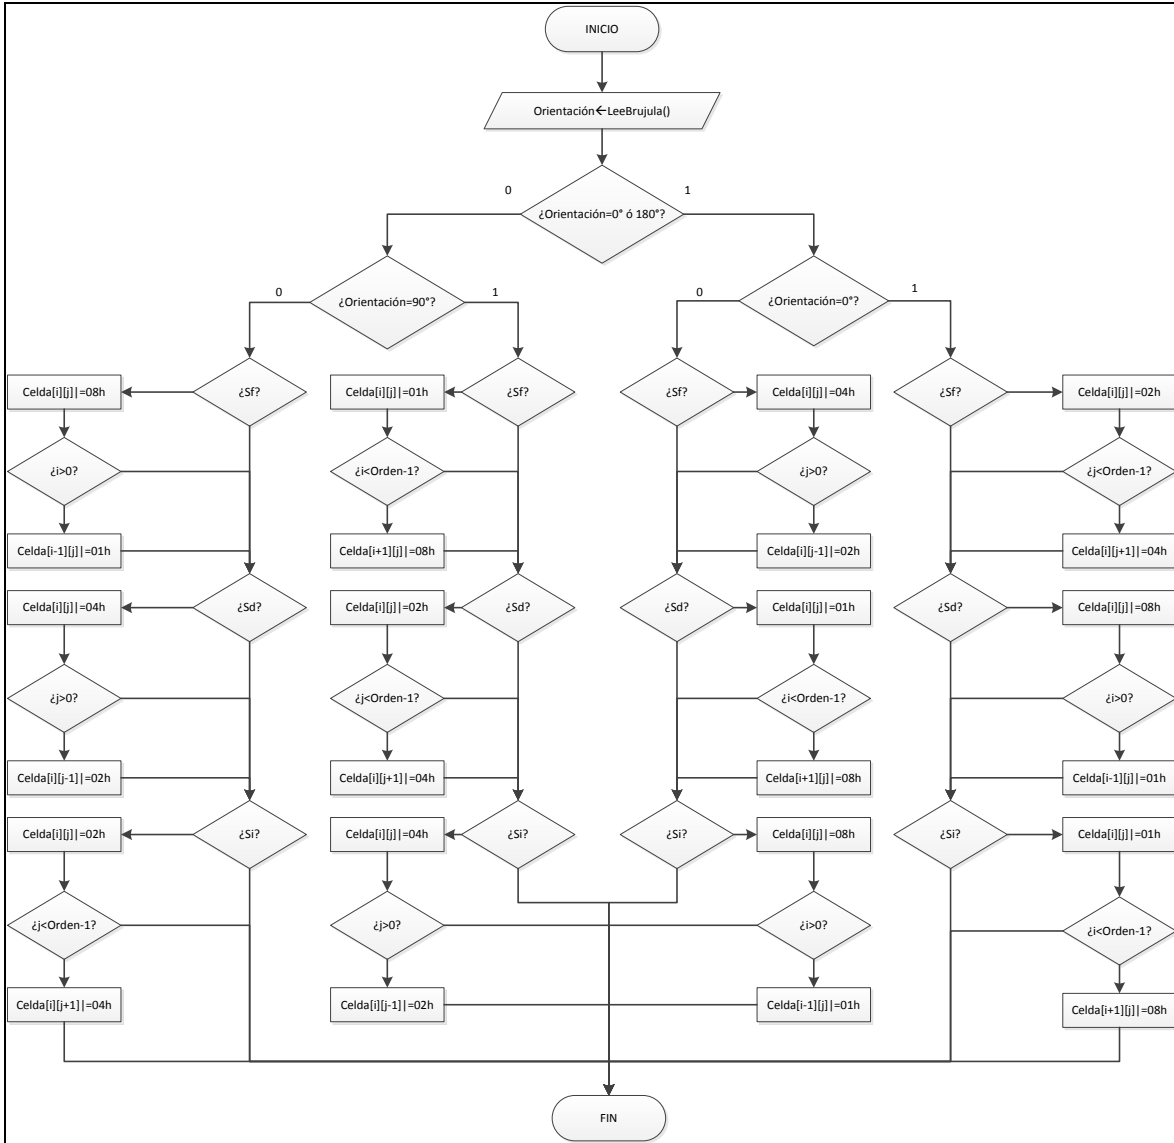 INICIO
Orientación←LeeBrujula()
0
1
¿Orientación=0° ó 180°?
0
¿Orientación=90°?
1
0
¿Orientación=0°?
1
Celda[i][j]|=08h
¿Sf?
Celda[i][j]|=01h
¿Sf?
¿Sf?
Celda[i][j]|=04h
¿Sf?
Celda[i][j]|=02h
¿i>0?
¿i<Orden-1?
¿j>0?
¿j<Orden-1?
Celda[i-1][j]|=01h
Celda[i+1][j]|=08h
Celda[i][j-1]|=02h
Celda[i][j+1]|=04h
Celda[i][j]|=04h
¿Sd?
Celda[i][j]|=02h
¿Sd?
¿Sd?
Celda[i][j]|=01h
¿Sd?
Celda[i][j]|=08h
¿j>0?
¿j<Orden-1?
¿i<Orden-1?
¿i>0?
Celda[i][j-1]|=02h
Celda[i][j+1]|=04h
Celda[i+1][j]|=08h
Celda[i-1][j]|=01h
Celda[i][j]|=02h
¿Si?
Celda[i][j]|=04h
¿Si?
¿Si?
Celda[i][j]|=08h
¿Si?
Celda[i][j]|=01h
¿j<Orden-1?
¿j>0?
¿i>0?
¿i<Orden-1?
Celda[i][j+1]|=04h
Celda[i][j-1]|=02h
Celda[i-1][j]|=01h
Celda[i+1][j]|=08h
FIN